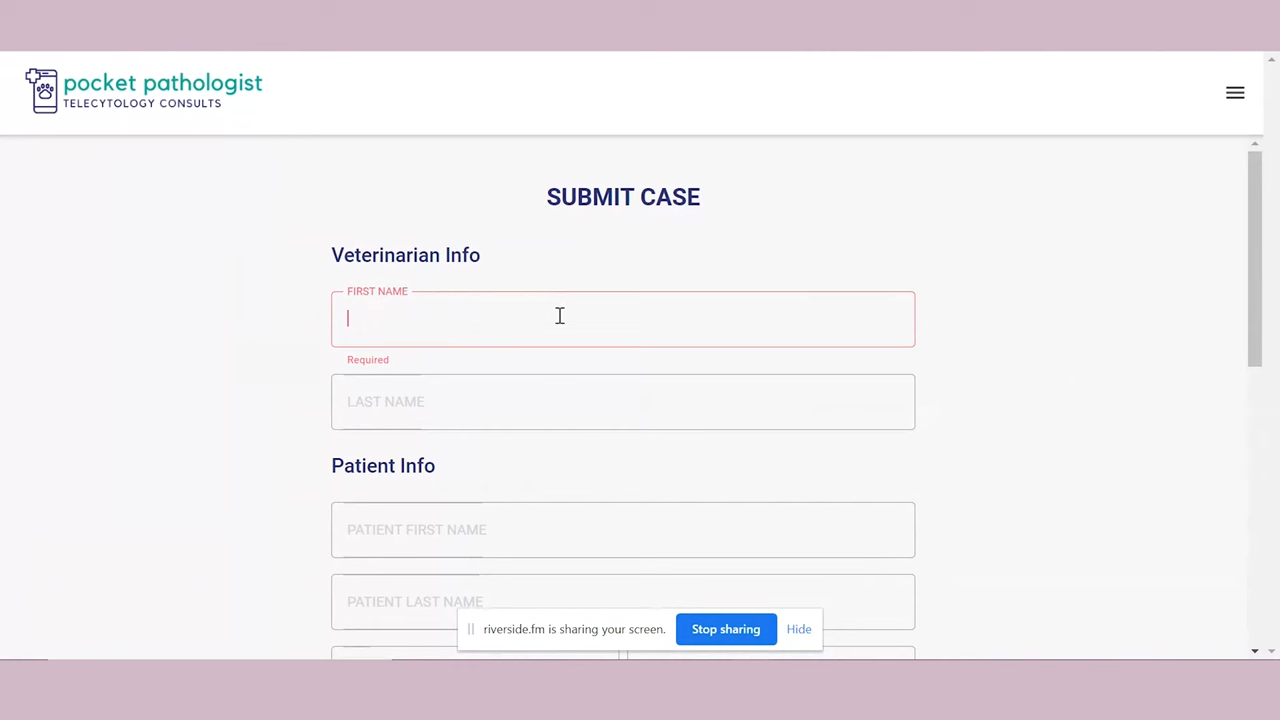 pocket pathologist
TELECYTOLOGY CONSULTS
SUBMIT CASE
Veterinarian Info
FIRST NAME
Required
LAST NAME
Patient Info
PATIENT FIRST NAME
PATIENT LAST NAME
riverside.fm is sharing your screen.
Stop sharing
Hide